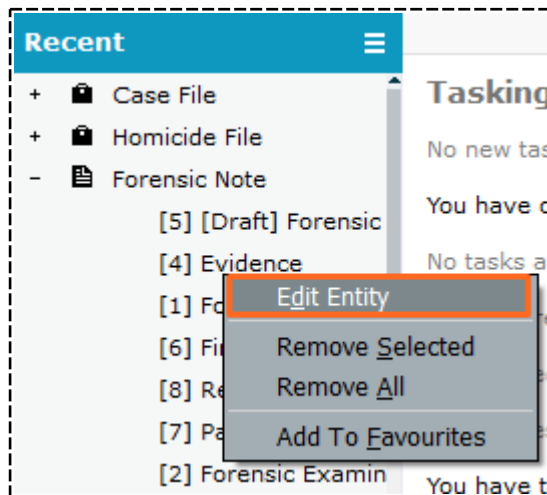 Recent
+ Case File
+ Homicide File
- Forensic Note
[5] [Draft] Forensic
[4] Evidence
[1] Fo
[6] Fi
[8] Re
[7] Pa
[2] Forensic Examin
Edit Entity
Remove Selected
Remove All
Add To Favourites
Tasking
No new tas
You have
No tasks a
You have t